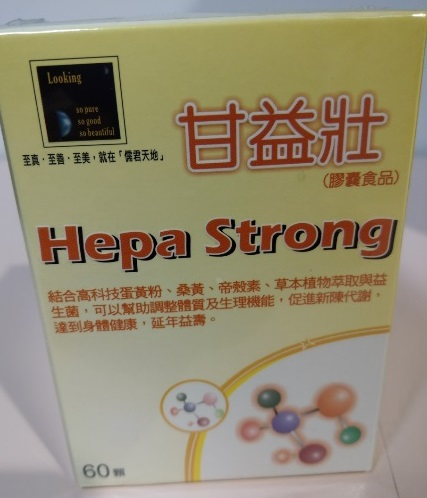 Looking
so pure
so good
so beautiful
至真·至善·至美,就在「儂君天地」
甘益壯
(膠囊食品)
Hepa Strong
結合高科技蛋黃粉、桑黃、帝殼素、草本植物萃取與益
生菌,可以幫助調整體質及生理機能,促進新陳代謝、
達到身體健康,延年益壽。
60顆